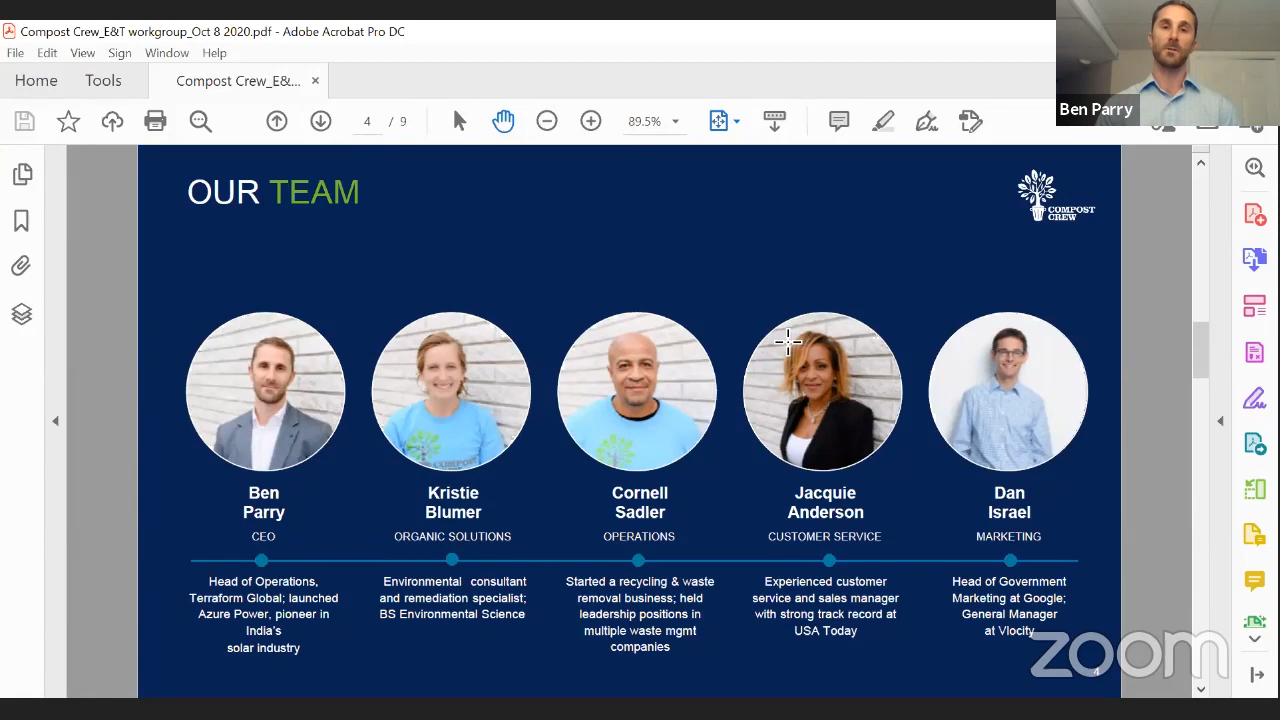 Compost Crew_E&T workgroup_Oct 8 2020.pdf - Adobe Acrobat Pro DC
File Edit View Sign Window Help
Home Tools Compost Crew_E&... ×
4 / 9 89.5%
Ben Parry
OUR TEAM
COMPOST
CREW
Ben
Parry
CEO
Head of Operations,
Terraform Global; launched
Azure Power, pioneer in
India's
solar industry
Kristie
Blumer
ORGANIC SOLUTIONS
Environmental consultant
and remediation specialist;
BS Environmental Science
Cornell
Sadler
OPERATIONS
Started a recycling & waste
removal business; held
leadership positions in
multiple waste mgmt
companies
Jacquie
Anderson
CUSTOMER SERVICE
Experienced customer
service and sales manager
with strong track record at
USA Today
Dan
Israel
MARKETING
Head of Government
Marketing at Google;
General Manager
at Vlocity
zoom
4